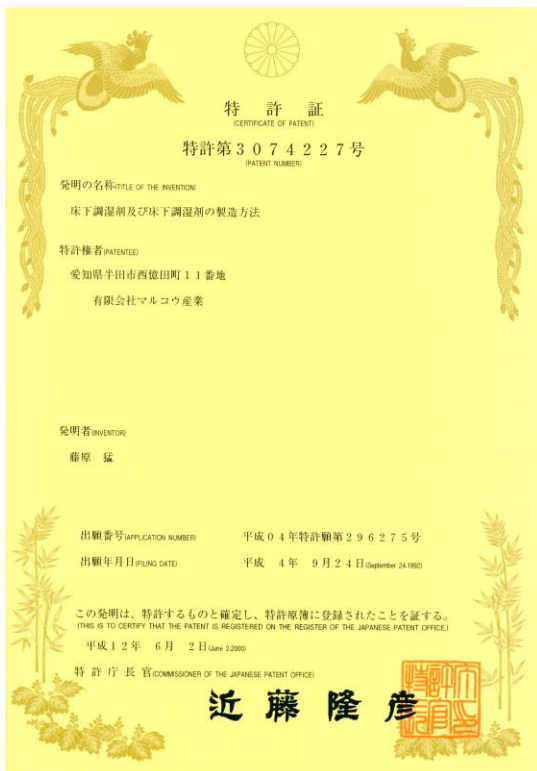 特許証
(CERTIFICATE OF PATENT)
特許第3074227号
(PATENT NUMBER)
発明の名称(TITLE OF THE INVENTION)
床下調湿剤及び床下調湿剤の製造方法
特許権者(PATENTEE)
愛知県半田市西億田町11番地
有限会社マルコウ産業
発明者(INVENTOR)
藤原 猛
出願番号(APPLICATION NUMBER) 平成04年特許願第296275号
出願年月日(FILING DATE) 平成 4年 9月24日(September 24,1992)
この発明は、特許するものと確定し、特許原簿に登録されたことを証する。
(THIS IS TO CERTIFY THAT THE PATENT IS REGISTERED ON THE REGISTER OF THE JAPANESE PATENT OFFICE.)
平成12年 6月 2日(June 2,2000)
特許庁長官(COMMISSIONER OF THE JAPANESE PATENT OFFICE)
近藤隆彦
特許庁長官之印